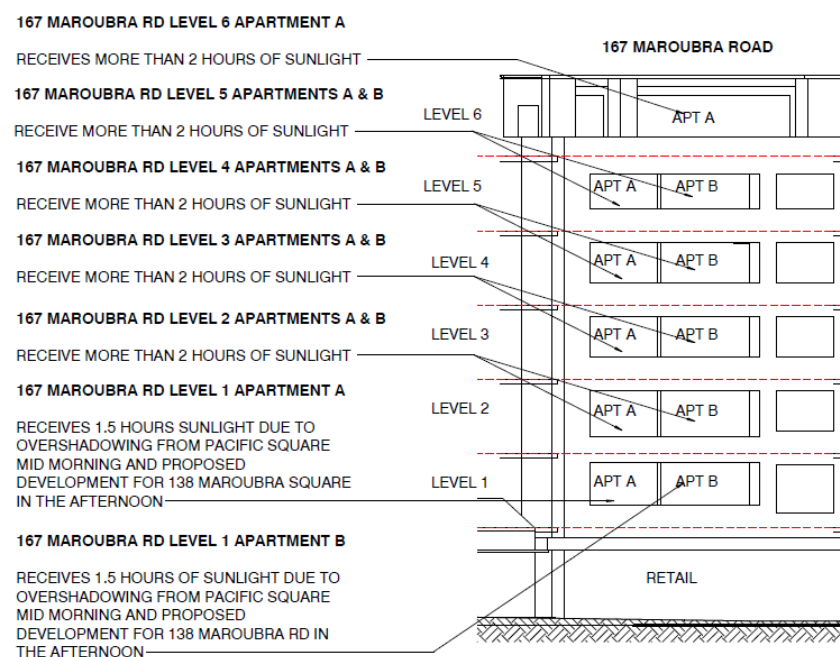 167 MAROUBRA RD LEVEL 6 APARTMENT A
RECEIVES MORE THAN 2 HOURS OF SUNLIGHT
167 MAROUBRA RD LEVEL 5 APARTMENTS A & B
RECEIVE MORE THAN 2 HOURS OF SUNLIGHT
167 MAROUBRA RD LEVEL 4 APARTMENTS A & B
RECEIVE MORE THAN 2 HOURS OF SUNLIGHT
167 MAROUBRA RD LEVEL 3 APARTMENTS A & B
RECEIVE MORE THAN 2 HOURS OF SUNLIGHT
167 MAROUBRA RD LEVEL 2 APARTMENTS A & B
RECEIVE MORE THAN 2 HOURS OF SUNLIGHT
167 MAROUBRA RD LEVEL 1 APARTMENT A
RECEIVES 1.5 HOURS SUNLIGHT DUE TO
OVERSHADOWING FROM PACIFIC SQUARE
MID MORNING AND PROPOSED
DEVELOPMENT FOR 138 MAROUBRA SQUARE
IN THE AFTERNOON
167 MAROUBRA RD LEVEL 1 APARTMENT B
RECEIVES 1.5 HOURS OF SUNLIGHT DUE TO
OVERSHADOWING FROM PACIFIC SQUARE
MID MORNING AND PROPOSED
DEVELOPMENT FOR 138 MAROUBRA RD IN
THE AFTERNOON
167 MAROUBRA ROAD
LEVEL 6
APT A
LEVEL 5
APT A APT B
LEVEL 4
APT A APT B
LEVEL 3
APT A APT B
LEVEL 2
APT A APT B
LEVEL 1
APT A APT B
RETAIL